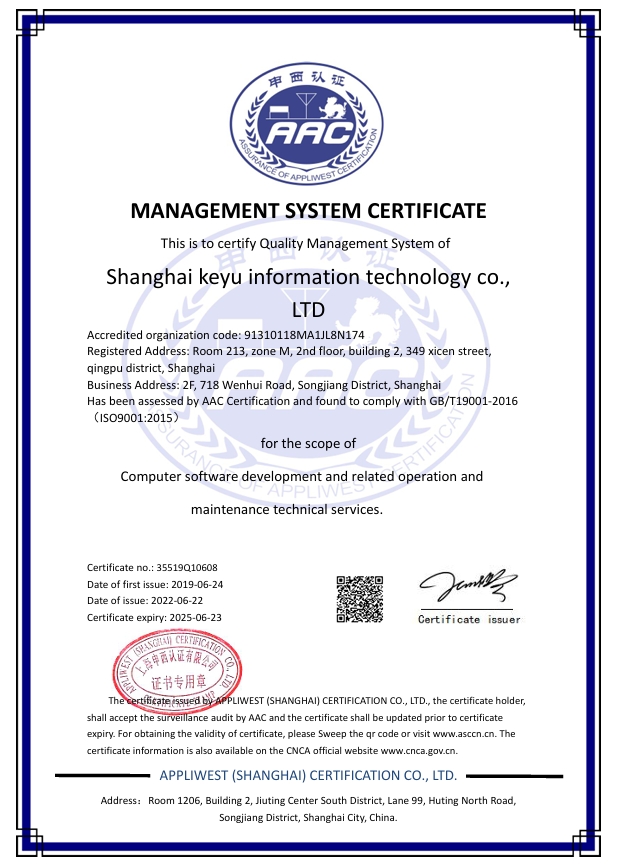 申西认证
AAC
ASSURANCE OF APPLIWEST CERTIFICATION
MANAGEMENT SYSTEM CERTIFICATE
This is to certify Quality Management System of
Shanghai keyu information technology co.,
LTD
Accredited organization code: 91310118MA1JL8N174
Registered Address: Room 213, zone M, 2nd floor, building 2, 349 xicen street,
qingpu district, Shanghai
Business Address: 2F, 718 Wenhui Road, Songjiang District, Shanghai
Has been assessed by AAC Certification and found to comply with GB/T19001-2016
（ISO9001:2015）
for the scope of
Computer software development and related operation and
maintenance technical services.
Certificate no.: 35519Q10608
Date of first issue: 2019-06-24
Date of issue: 2022-06-22
Certificate expiry: 2025-06-23
Certificate issuer
APPLIWEST (SHANGHAI) CERTIFICATION CO., LTD.
上海申西认证有限公司
证书专用章
CERTIFICATE STAMP
The certificate issued by APPLIWEST (SHANGHAI) CERTIFICATION CO., LTD., the certificate holder,
shall accept the surveillance audit by AAC and the certificate shall be updated prior to certificate
expiry. For obtaining the validity of certificate, please Sweep the qr code or visit www.asccn.cn. The
certificate information is also available on the CNCA official website www.cnca.gov.cn.
APPLIWEST (SHANGHAI) CERTIFICATION CO., LTD.
Address：Room 1206, Building 2, Jiuting Center South District, Lane 99, Huting North Road,
Songjiang District, Shanghai City, China.